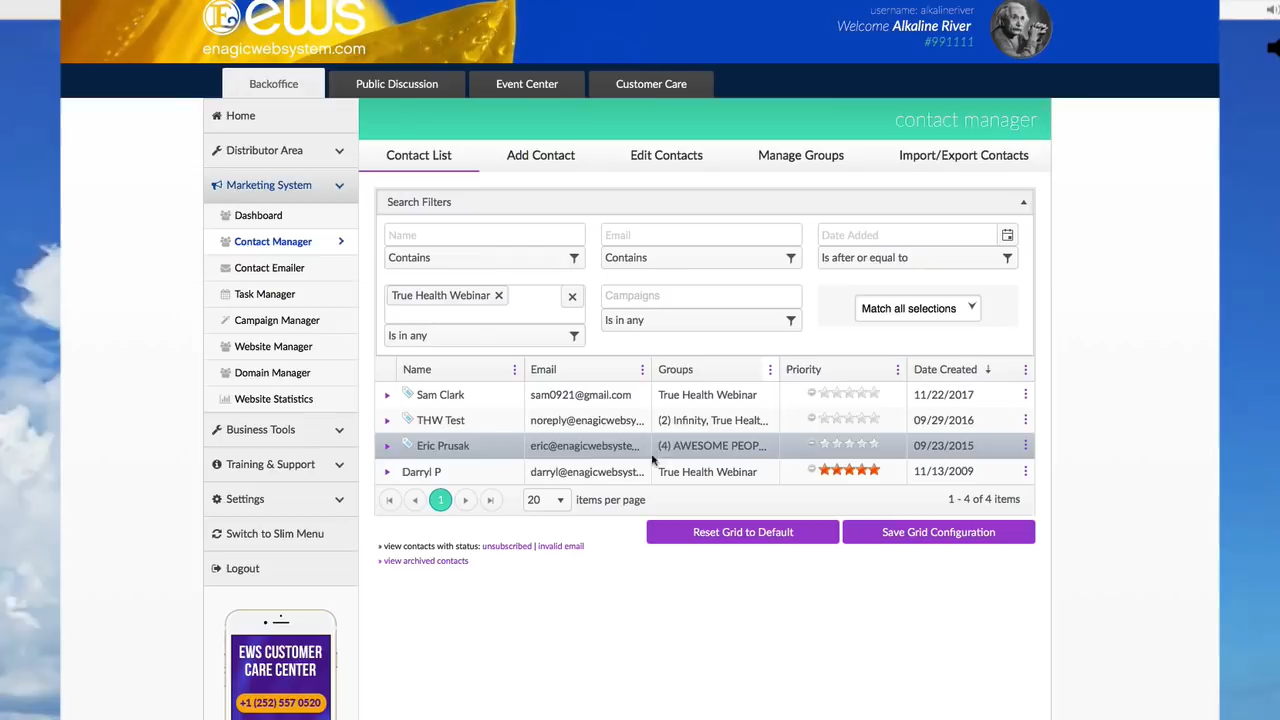 ews
enagicwebsystem.com
username: alkalineriver
Welcome Alkaline River
#991111
Backoffice
Public Discussion
Event Center
Customer Care
Home
Distributor Area
Marketing System
Dashboard
Contact Manager
Contact Emailer
Task Manager
Campaign Manager
Website Manager
Domain Manager
Website Statistics
Business Tools
Training & Support
Settings
Switch to Slim Menu
Logout
EWS CUSTOMER
CARE CENTER
+1 (252) 557 0520
contact manager
Contact List
Add Contact
Edit Contacts
Manage Groups
Import/Export Contacts
Search Filters
Name
Email
Date Added
Contains
Contains
Is after or equal to
True Health Webinar
Campaigns
Match all selections
Is in any
Is in any
Name Email Groups Priority Date Created
Sam Clark sam0921@gmail.com True Health Webinar 11/22/2017
THW Test noreply@enagicwebsy... (2) Infinity, True Healt... 09/29/2016
Eric Prusak eric@enagicwebsyste... (4) AWESOME PEOP... 09/23/2015
Darryl P darryl@enagicwebsyst... True Health Webinar 11/13/2009
1 20 items per page 1 - 4 of 4 items
Reset Grid to Default
Save Grid Configuration
» view contacts with status: unsubscribed | invalid email
» view archived contacts